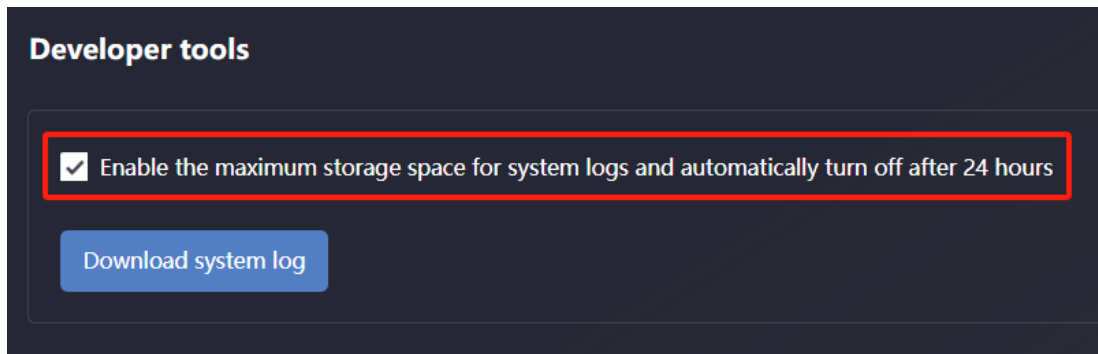 Developer tools
Enable the maximum storage space for system logs and automatically turn off after 24 hours
Download system log